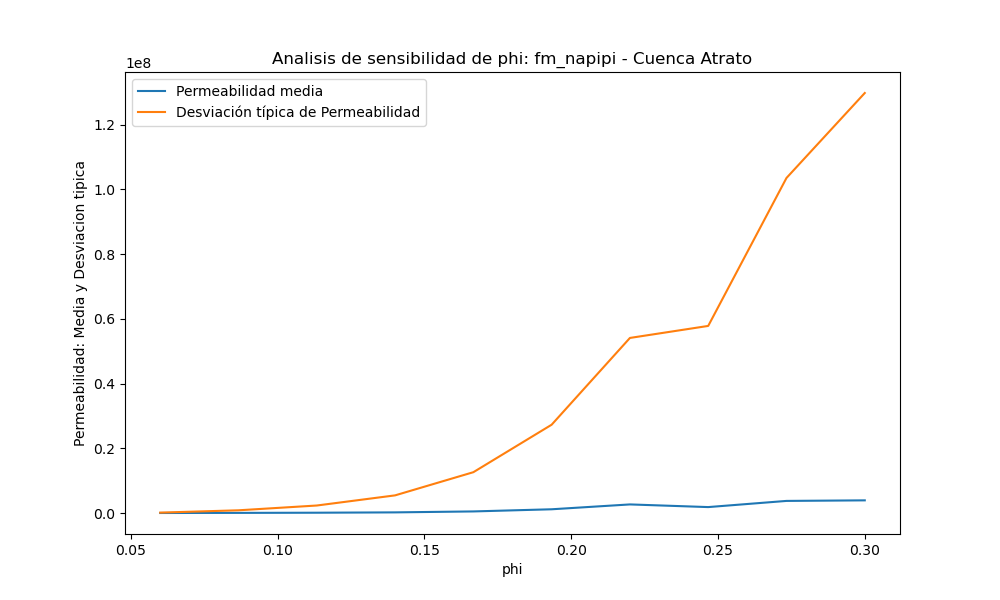 Analisis de sensibilidad de phi: fm_napipi - Cuenca Atrato
1e8
Permeabilidad media
Desviación típica de Permeabilidad
1.2
1.0
0.8
0.6
0.4
0.2
0.0
Permeabilidad: Media y Desviacion tipica
0.05 0.10 0.15 0.20 0.25 0.30
phi